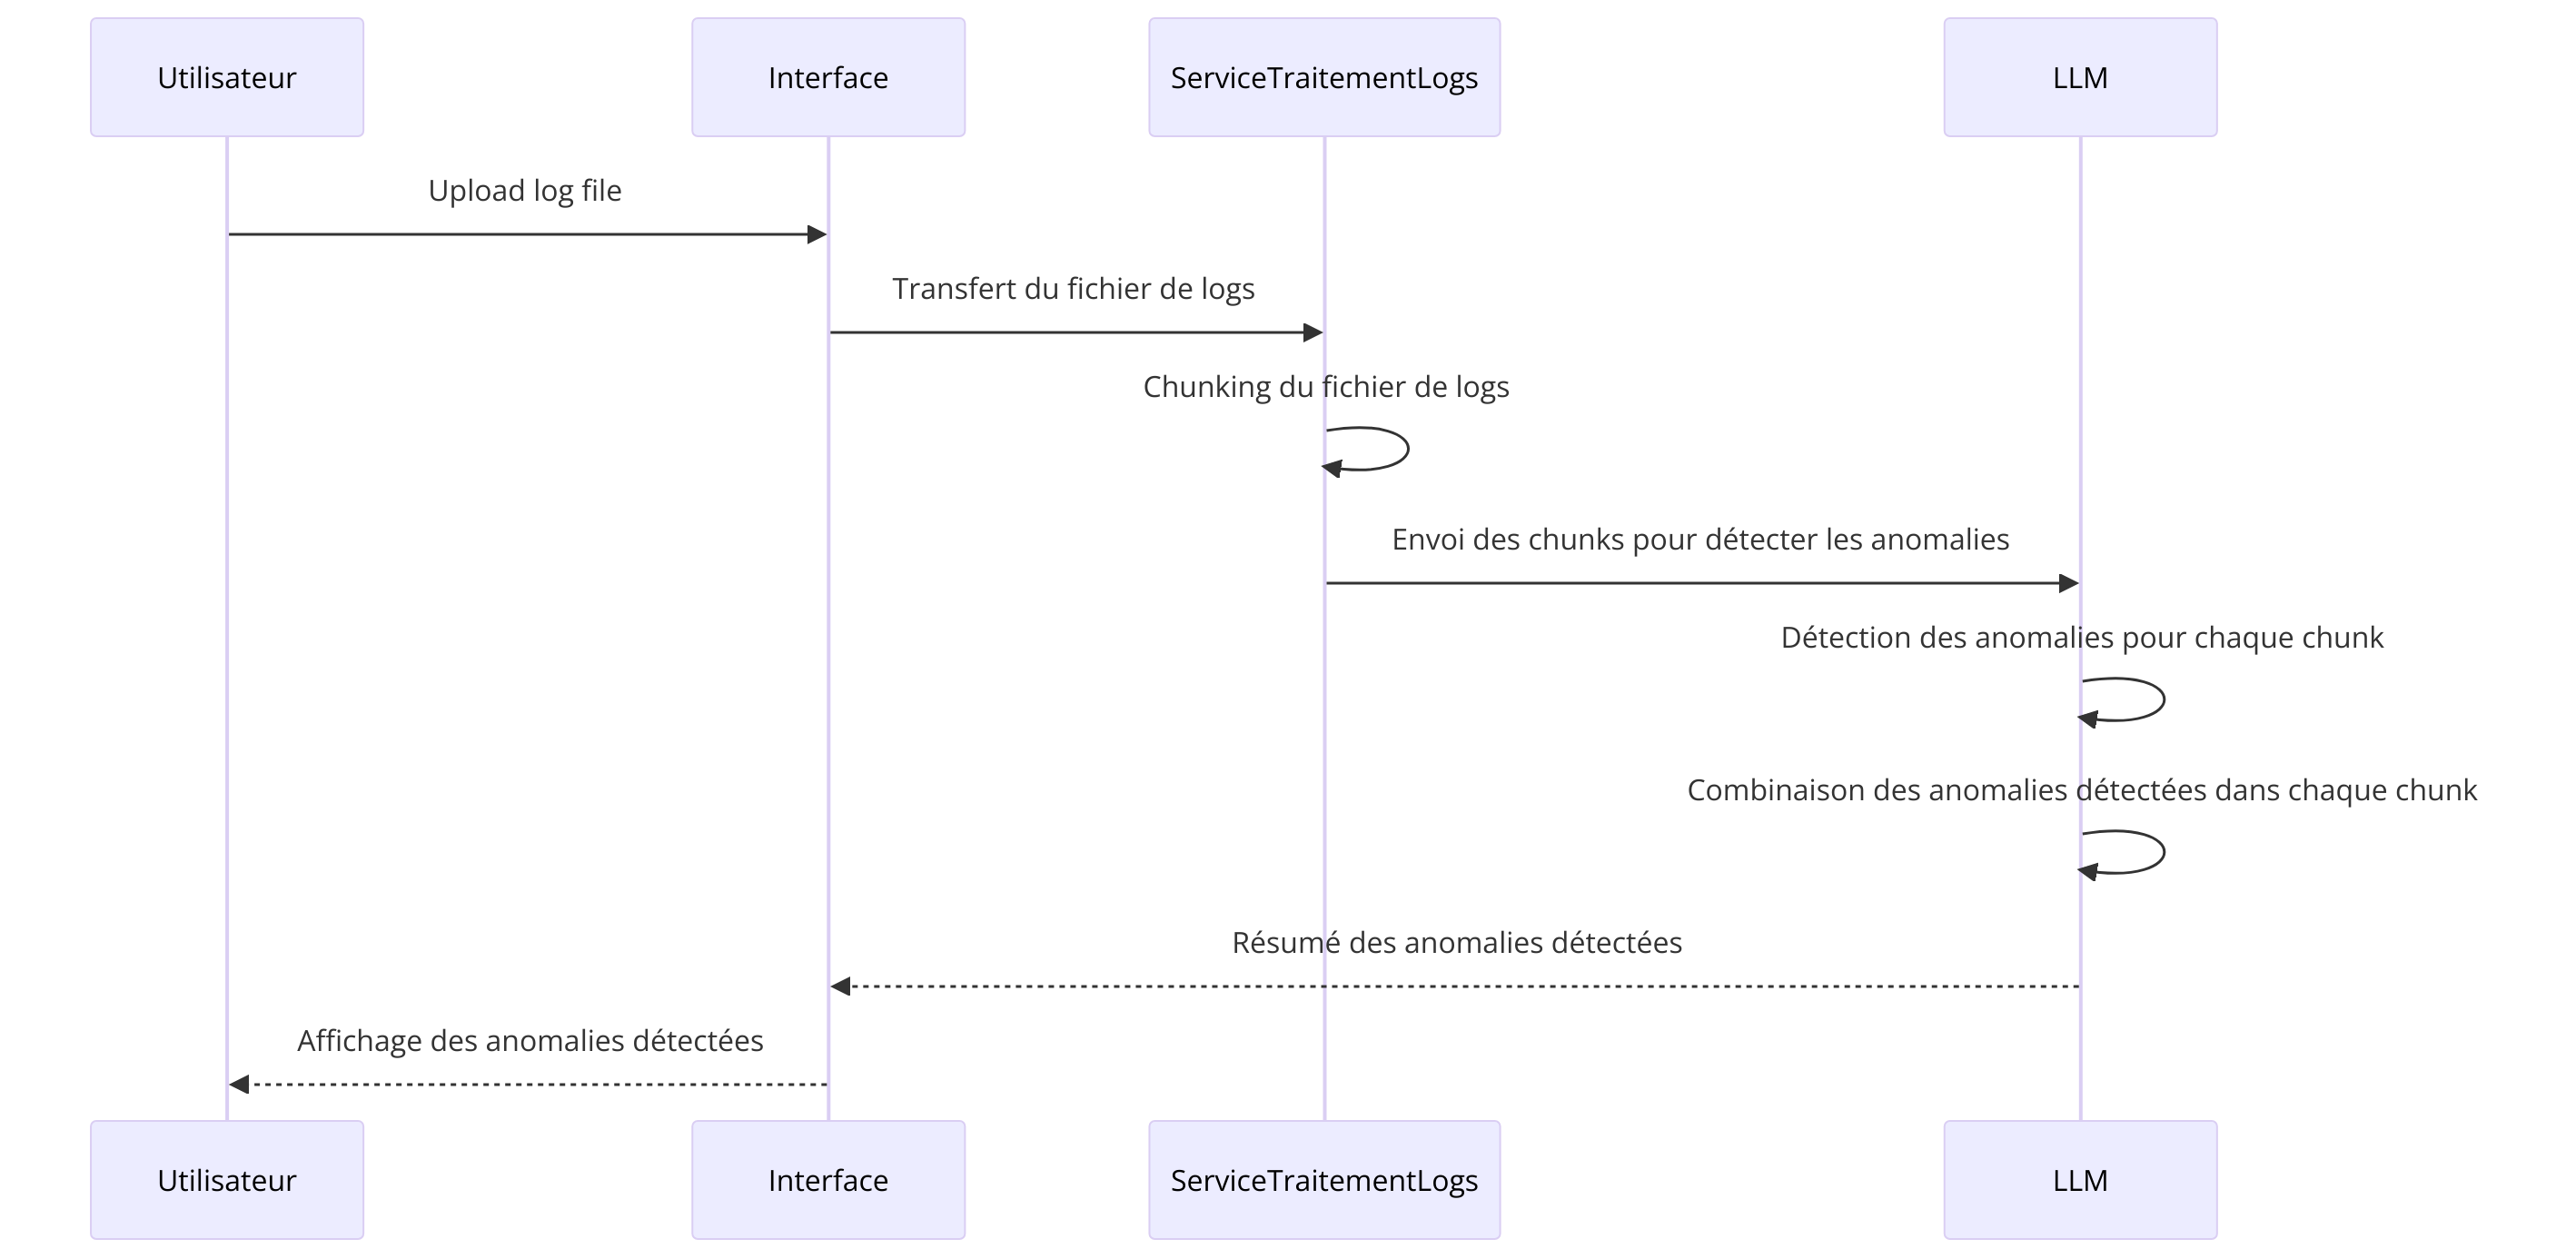 Utilisateur
Interface
ServiceTraitementLogs
LLM
Upload log file
Transfert du fichier de logs
Chunking du fichier de logs
Envoi des chunks pour détecter les anomalies
Détection des anomalies pour chaque chunk
Combinaison des anomalies détectées dans chaque chunk
Résumé des anomalies détectées
Affichage des anomalies détectées
Utilisateur
Interface
ServiceTraitementLogs
LLM